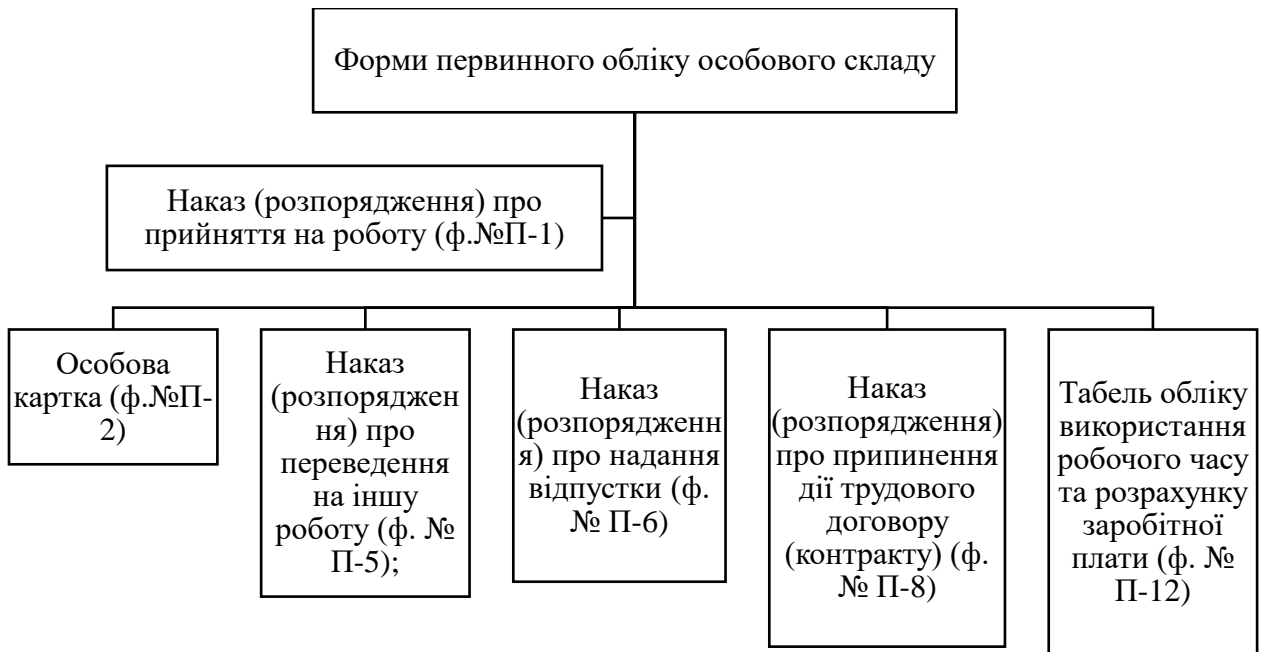 Форми первинного обліку особового складу
Наказ (розпорядження) про
прийняття на роботу (ф.№П-1)
Особова
картка (ф.№П-
2)
Наказ
(розпоряджен
ня) про
переведення
на іншу
роботу (ф. №
П-5);
Наказ
(розпорядженн
я) про надання
відпустки (ф.
№ П-6)
Наказ
(розпорядження)
про припинення
дії трудового
договору
(контракту) (ф.
№ П-8)
Табель обліку
використання
робочого часу
та розрахунку
заробітної
плати (ф. №
П-12)